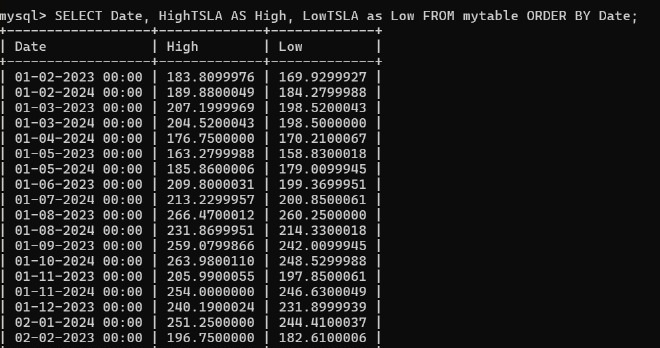 mysql> SELECT Date, HighTSLA AS High, LowTSLA as Low FROM mytable ORDER BY Date;
+------------------+-------------+-------------+
| Date | High | Low |
+------------------+-------------+-------------+
| 01-02-2023 00:00 | 183.8099976 | 169.9299927 |
| 01-02-2024 00:00 | 189.8800049 | 184.2799988 |
| 01-03-2023 00:00 | 207.1999969 | 198.5200043 |
| 01-03-2024 00:00 | 204.5200043 | 198.5000000 |
| 01-04-2024 00:00 | 176.7500000 | 170.2100067 |
| 01-05-2023 00:00 | 163.2799988 | 158.8300018 |
| 01-05-2024 00:00 | 185.8600006 | 179.0099945 |
| 01-06-2023 00:00 | 209.8000031 | 199.3699951 |
| 01-07-2024 00:00 | 213.2299957 | 200.8500061 |
| 01-08-2023 00:00 | 266.4700012 | 260.2500000 |
| 01-08-2024 00:00 | 231.8699951 | 214.3300018 |
| 01-09-2023 00:00 | 259.0799866 | 242.0099945 |
| 01-10-2024 00:00 | 263.9800110 | 248.5299988 |
| 01-11-2023 00:00 | 205.9900055 | 197.8500061 |
| 01-11-2024 00:00 | 254.0000000 | 246.6300049 |
| 01-12-2023 00:00 | 240.1900024 | 231.8999939 |
| 02-01-2024 00:00 | 251.2500000 | 244.4100037 |
| 02-02-2023 00:00 | 196.7500000 | 182.6100006 |